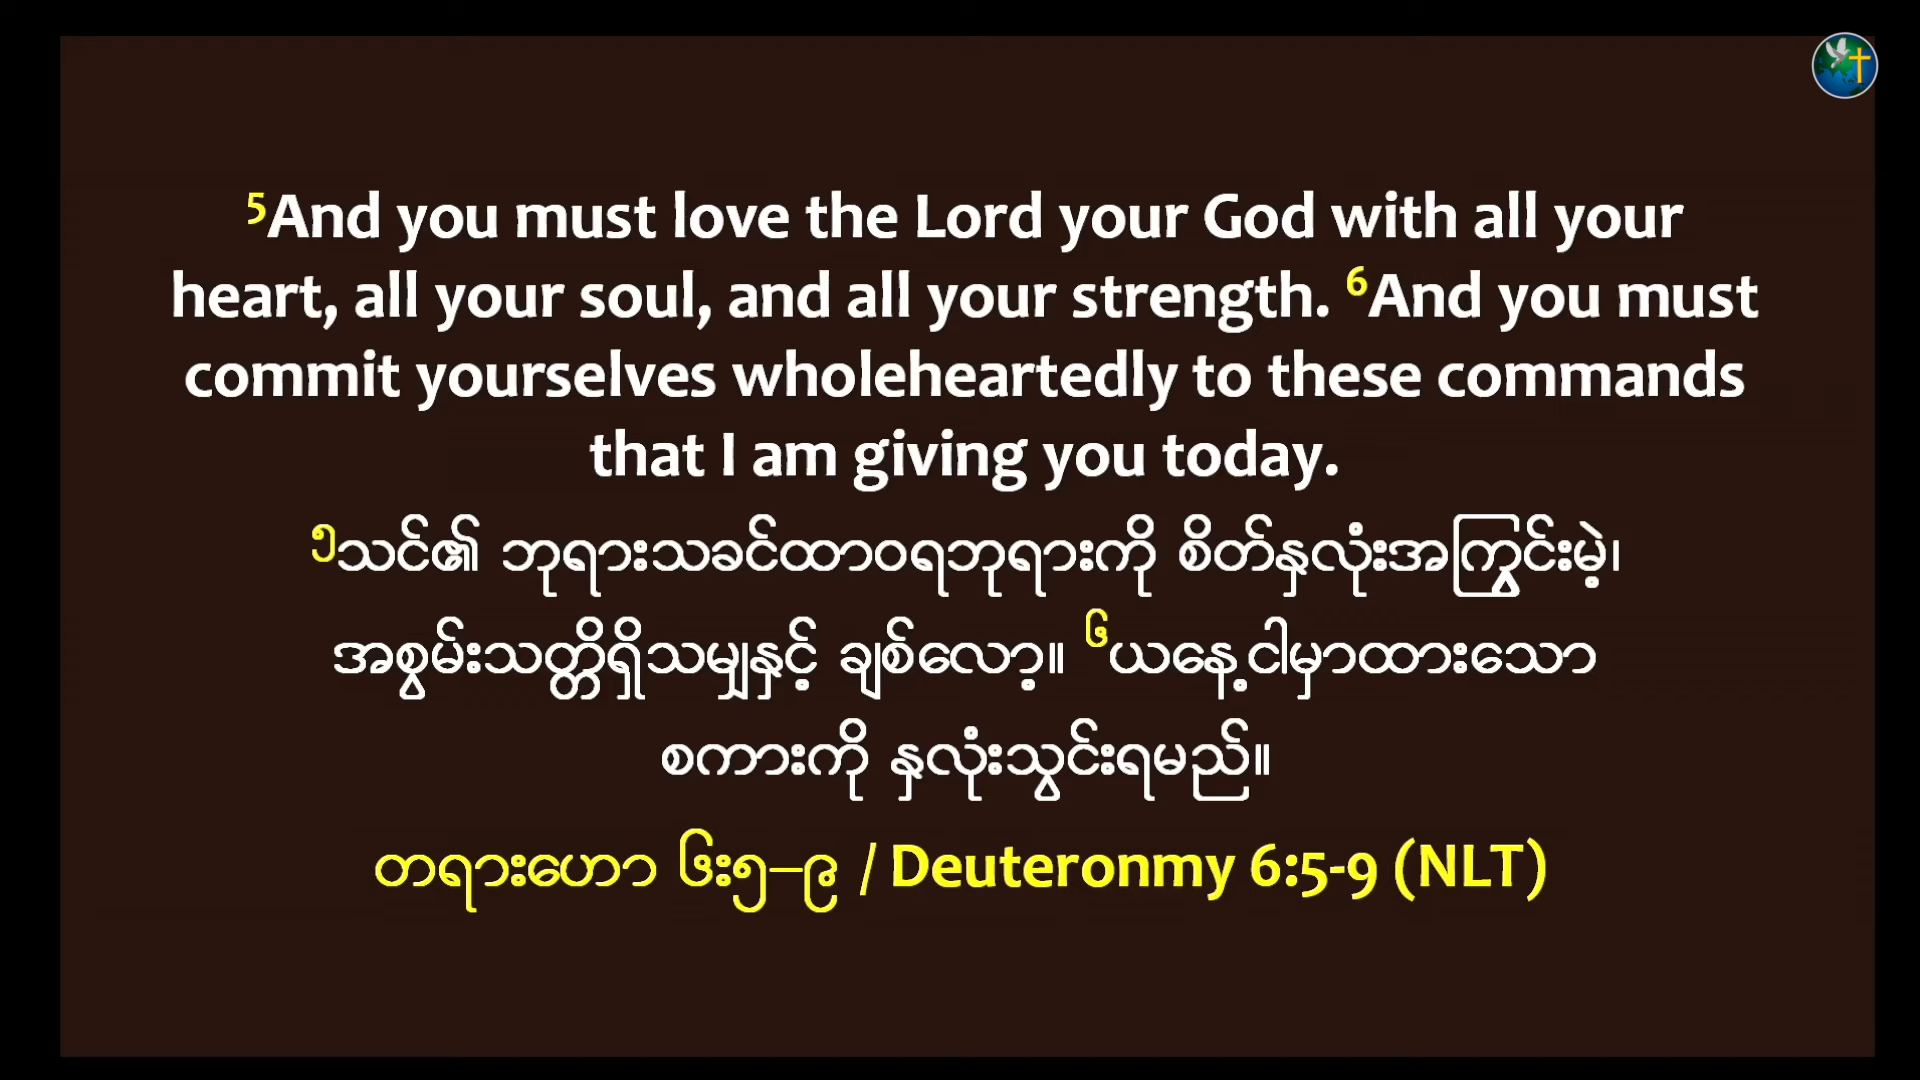 ⁵And you must love the Lord your God with all your
heart, all your soul, and all your strength. ⁶And you must
commit yourselves wholeheartedly to these commands
that I am giving you today.
၅သင်၏ ဘုရားသခင်ထာဝရဘုရားကို စိတ်နှလုံးအကြွင်းမဲ့၊
အစွမ်းသတ္တိရှိသမျှနှင့် ချစ်လော့။ ၆ယနေ့ငါမှာထားသော
စကားကို နှလုံးသွင်းရမည်။
တရားဟော ၆း၅–၉ / Deuteronmy 6:5-9 (NLT)